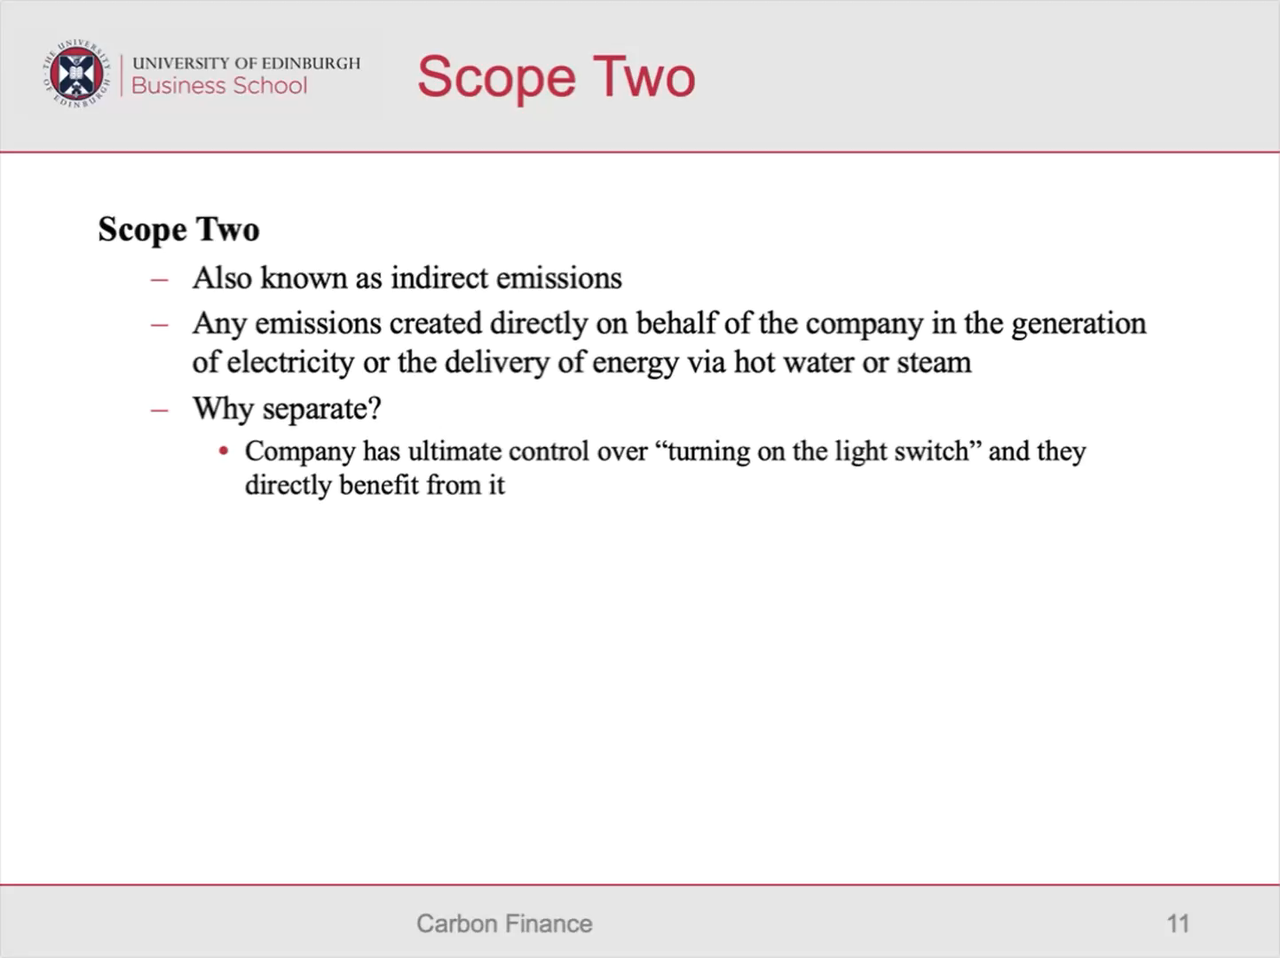 THE UNIVERSITY OF EDINBURGH
UNIVERSITY OF EDINBURGH
Business School
Scope Two
Scope Two
– Also known as indirect emissions
– Any emissions created directly on behalf of the company in the generation
of electricity or the delivery of energy via hot water or steam
– Why separate?
• Company has ultimate control over “turning on the light switch” and they
directly benefit from it
Carbon Finance
11